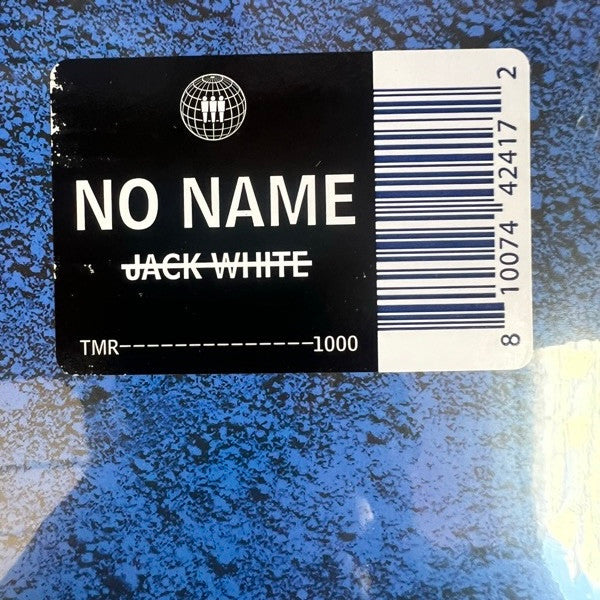 NO NAME
JACK WHITE
TMR--------------1000
8 10074 42417 2